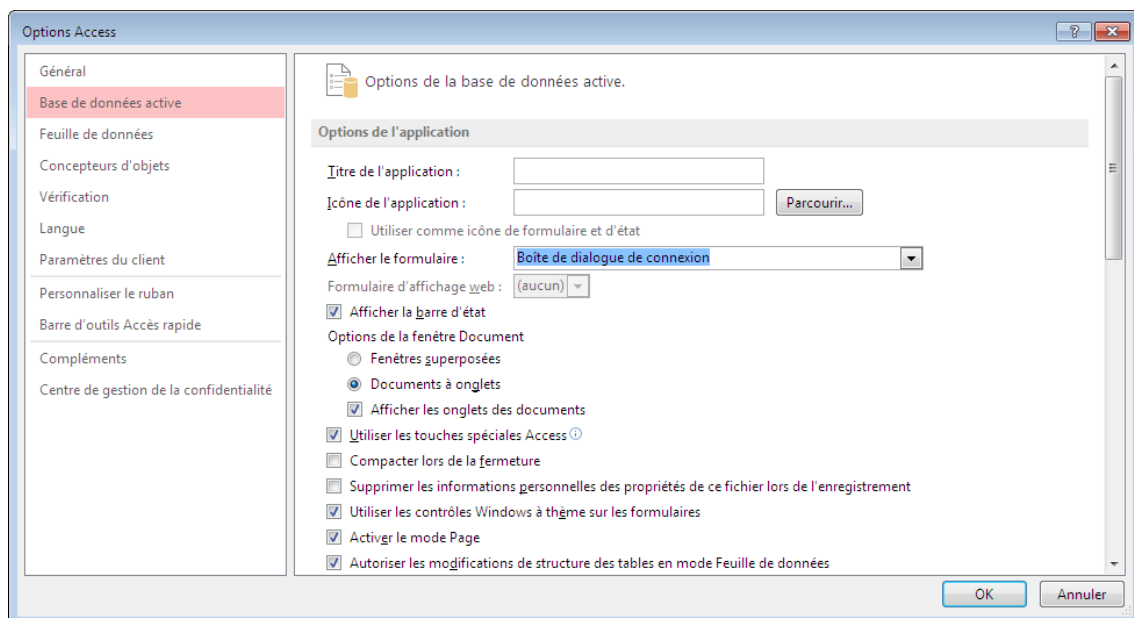 Options Access
Général
Base de données active
Feuille de données
Concepteurs d'objets
Vérification
Langue
Paramètres du client
Personnaliser le ruban
Barre d'outils Accès rapide
Compléments
Centre de gestion de la confidentialité
Options de la base de données active.
Options de l'application
Titre de l'application :
Icône de l'application :
Parcourir...
Utiliser comme icône de formulaire et d'état
Afficher le formulaire : Boîte de dialogue de connexion
Formulaire d'affichage web : (aucun)
Afficher la barre d'état
Options de la fenêtre Document
Fenêtres superposées
Documents à onglets
Afficher les onglets des documents
Utiliser les touches spéciales Access
Compacter lors de la fermeture
Supprimer les informations personnelles des propriétés de ce fichier lors de l'enregistrement
Utiliser les contrôles Windows à thème sur les formulaires
Activer le mode Page
Autoriser les modifications de structure des tables en mode Feuille de données
OK
Annuler